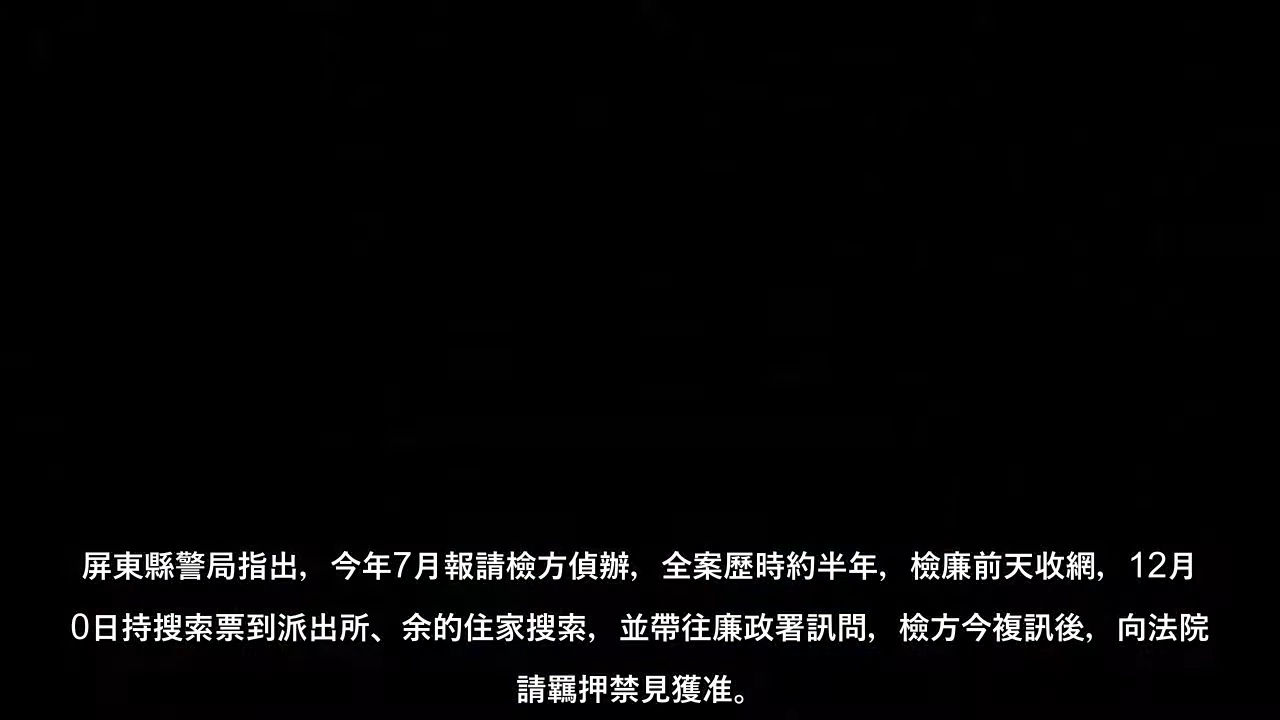 屏東縣警局指出，今年7月報請檢方偵辦，全案歷時約半年，檢廉前天收網，12月
0日持搜索票到派出所、余的住家搜索，並帶往廉政署訊問，檢方今複訊後，向法院
請羈押禁見獲准。